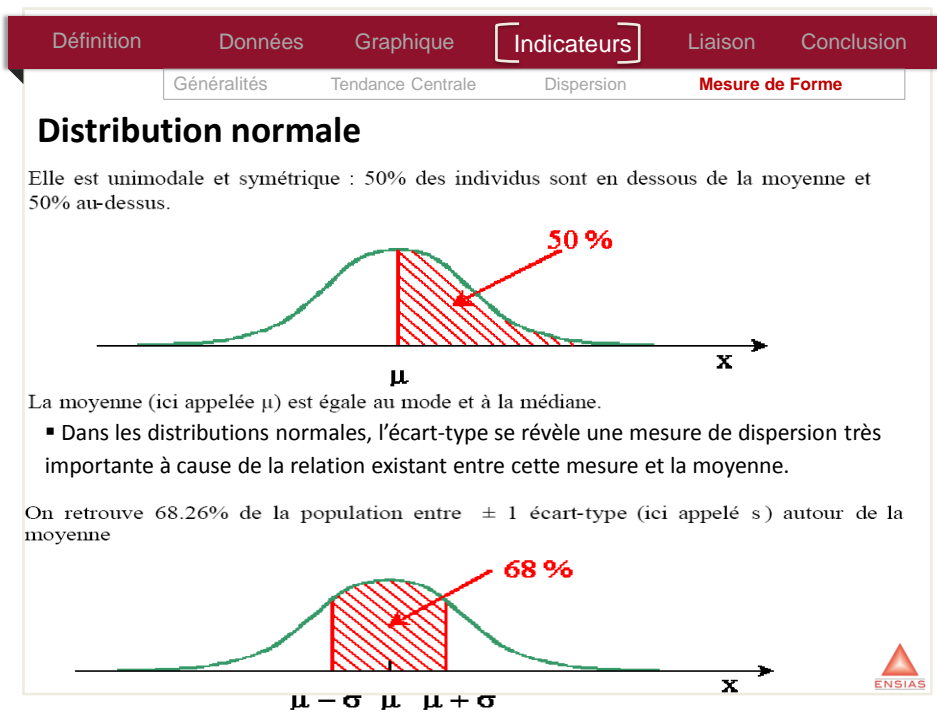 Définition Données Graphique [Indicateurs] Liaison Conclusion
Généralités Tendance Centrale Dispersion Mesure de Forme
Distribution normale
Elle est unimodale et symétrique : 50% des individus sont en dessous de la moyenne et
50% au-dessus.
50 %
x
μ
La moyenne (ici appelée μ) est égale au mode et à la médiane.
▪ Dans les distributions normales, l'écart-type se révèle une mesure de dispersion très
importante à cause de la relation existant entre cette mesure et la moyenne.
On retrouve 68.26% de la population entre ± 1 écart-type (ici appelé s) autour de la
moyenne
68 %
x
μ − σ μ μ + σ
ENSIAS